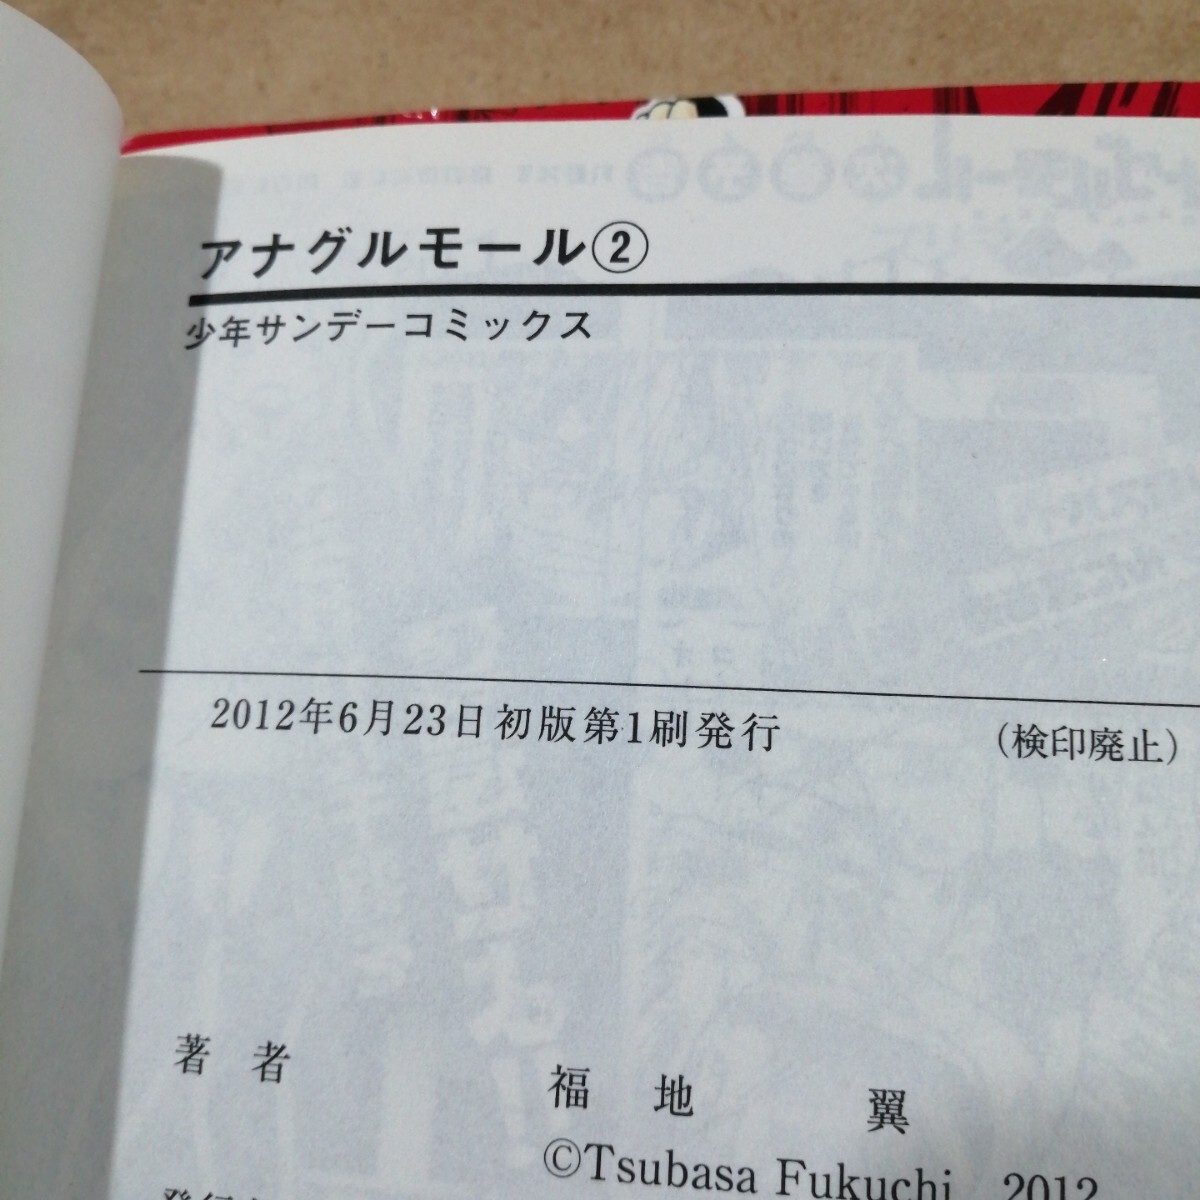 アナグルモール②
少年サンデーコミックス
2012年6月23日初版第1刷発行 (検印廃止)
著者 福地翼
©Tsubasa Fukuchi 2012